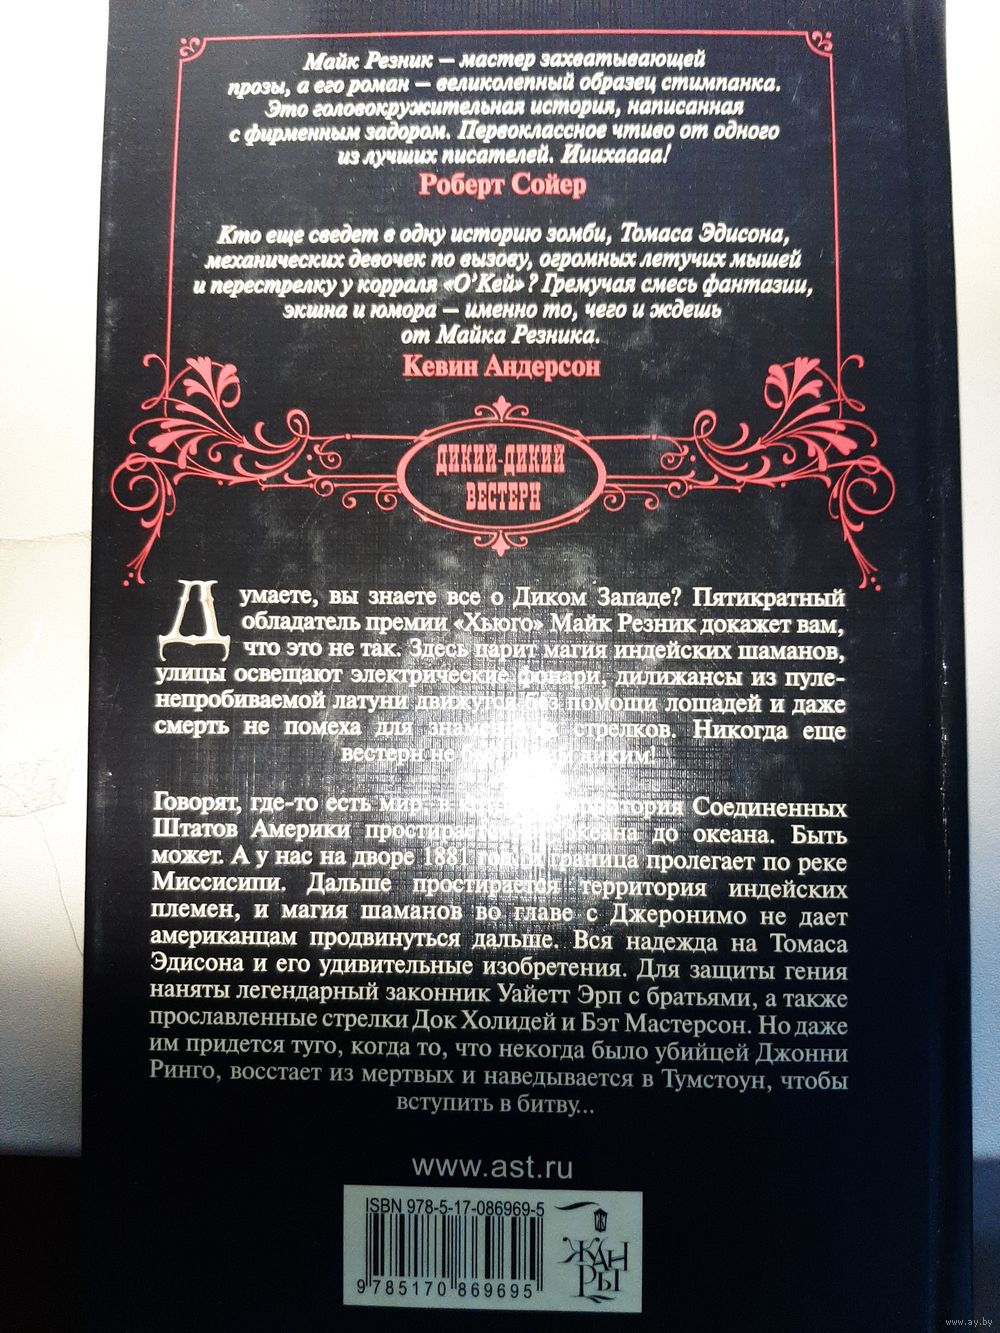 Майк Резник – мастер захватывающей
прозы, а его роман – великолепный образец стимпанка.
Это головокружительная история, написанная
с фирменным задором. Первоклассное чтиво от одного
из лучших писателей. Ииихаааа!
Роберт Сойер
Кто еще сведет в одну историю зомби, Томаса Эдисона,
механических девочек по вызову, огромных летучих мышей
и перестрелку у корраля «О’Кей»? Гремучая смесь фантазии,
экшна и юмора – именно то, чего и ждешь
от Майка Резника.
Кевин Андерсон
ДИКИЙ-ДИКИЙ
ВЕСТЕРН
Думаете, вы знаете все о Диком Западе? Пятикратный
обладатель премии «Хьюго» Майк Резник докажет вам,
что это не так. Здесь парит магия индейских шаманов,
улицы освещают электрические фонари, дилижансы из пуле-
непробиваемой латуни движутся без помощи лошадей и даже
смерть не помеха для стрелков. Никогда еще
вестерн не диким!
Говорят, где-то есть мир, в территория Соединенных
Штатов Америки простирается океана до океана. Быть
может. А у нас на дворе 1881 год, и граница пролегает по реке
Миссисипи. Дальше простирается территория индейских
племен, и магия шаманов во главе с Джеронимо не дает
американцам продвинуться дальше. Вся надежда на Томаса
Эдисона и его удивительные изобретения. Для защиты гения
наняты легендарный законник Уайетт Эрп с братьями, а также
прославленные стрелки Док Холидей и Бэт Мастерсон. Но даже
им придется туго, когда то, что некогда было убийцей Джонни
Ринго, восстает из мертвых и наведывается в Тумстоун, чтобы
вступить в битву...
www.ast.ru
ISBN 978-5-17-086969-5
9 785170 869695
ЖАН
РЫ
www.ay.by